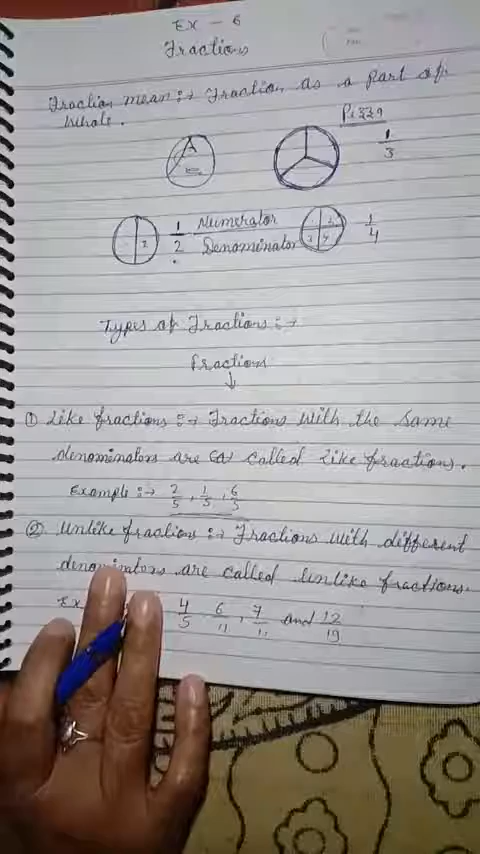 Ex - 6
Fractions
Fraction mean :→ Fraction as a part of
whole.
Pizza
1/3
1/2 Numerator
Denominator
1/4
Types of Fractions :→
Fractions
↓
① Like fractions :→ Fractions with the same
denominators are called Like fractions.
Example :→ 2/5, 1/5, 6/5
② Unlike fractions :→ Fractions with different
denominators are called Unlike fractions.
Ex 4/5 6/11, 7/11 and 12/19